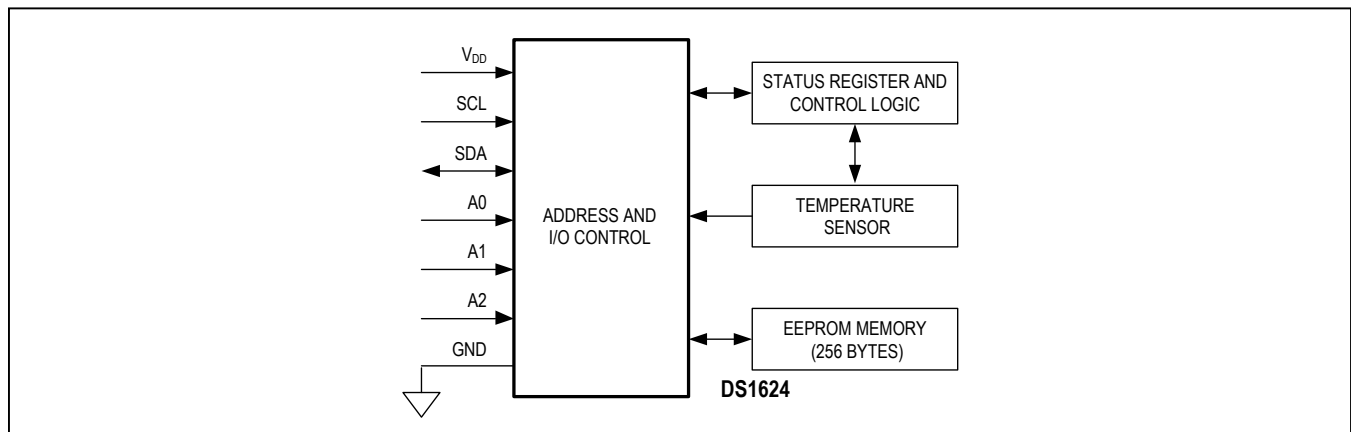 VDD
SCL
SDA
A0
A1
A2
GND
ADDRESS AND
I/O CONTROL
STATUS REGISTER AND
CONTROL LOGIC
TEMPERATURE
SENSOR
EEPROM MEMORY
(256 BYTES)
DS1624